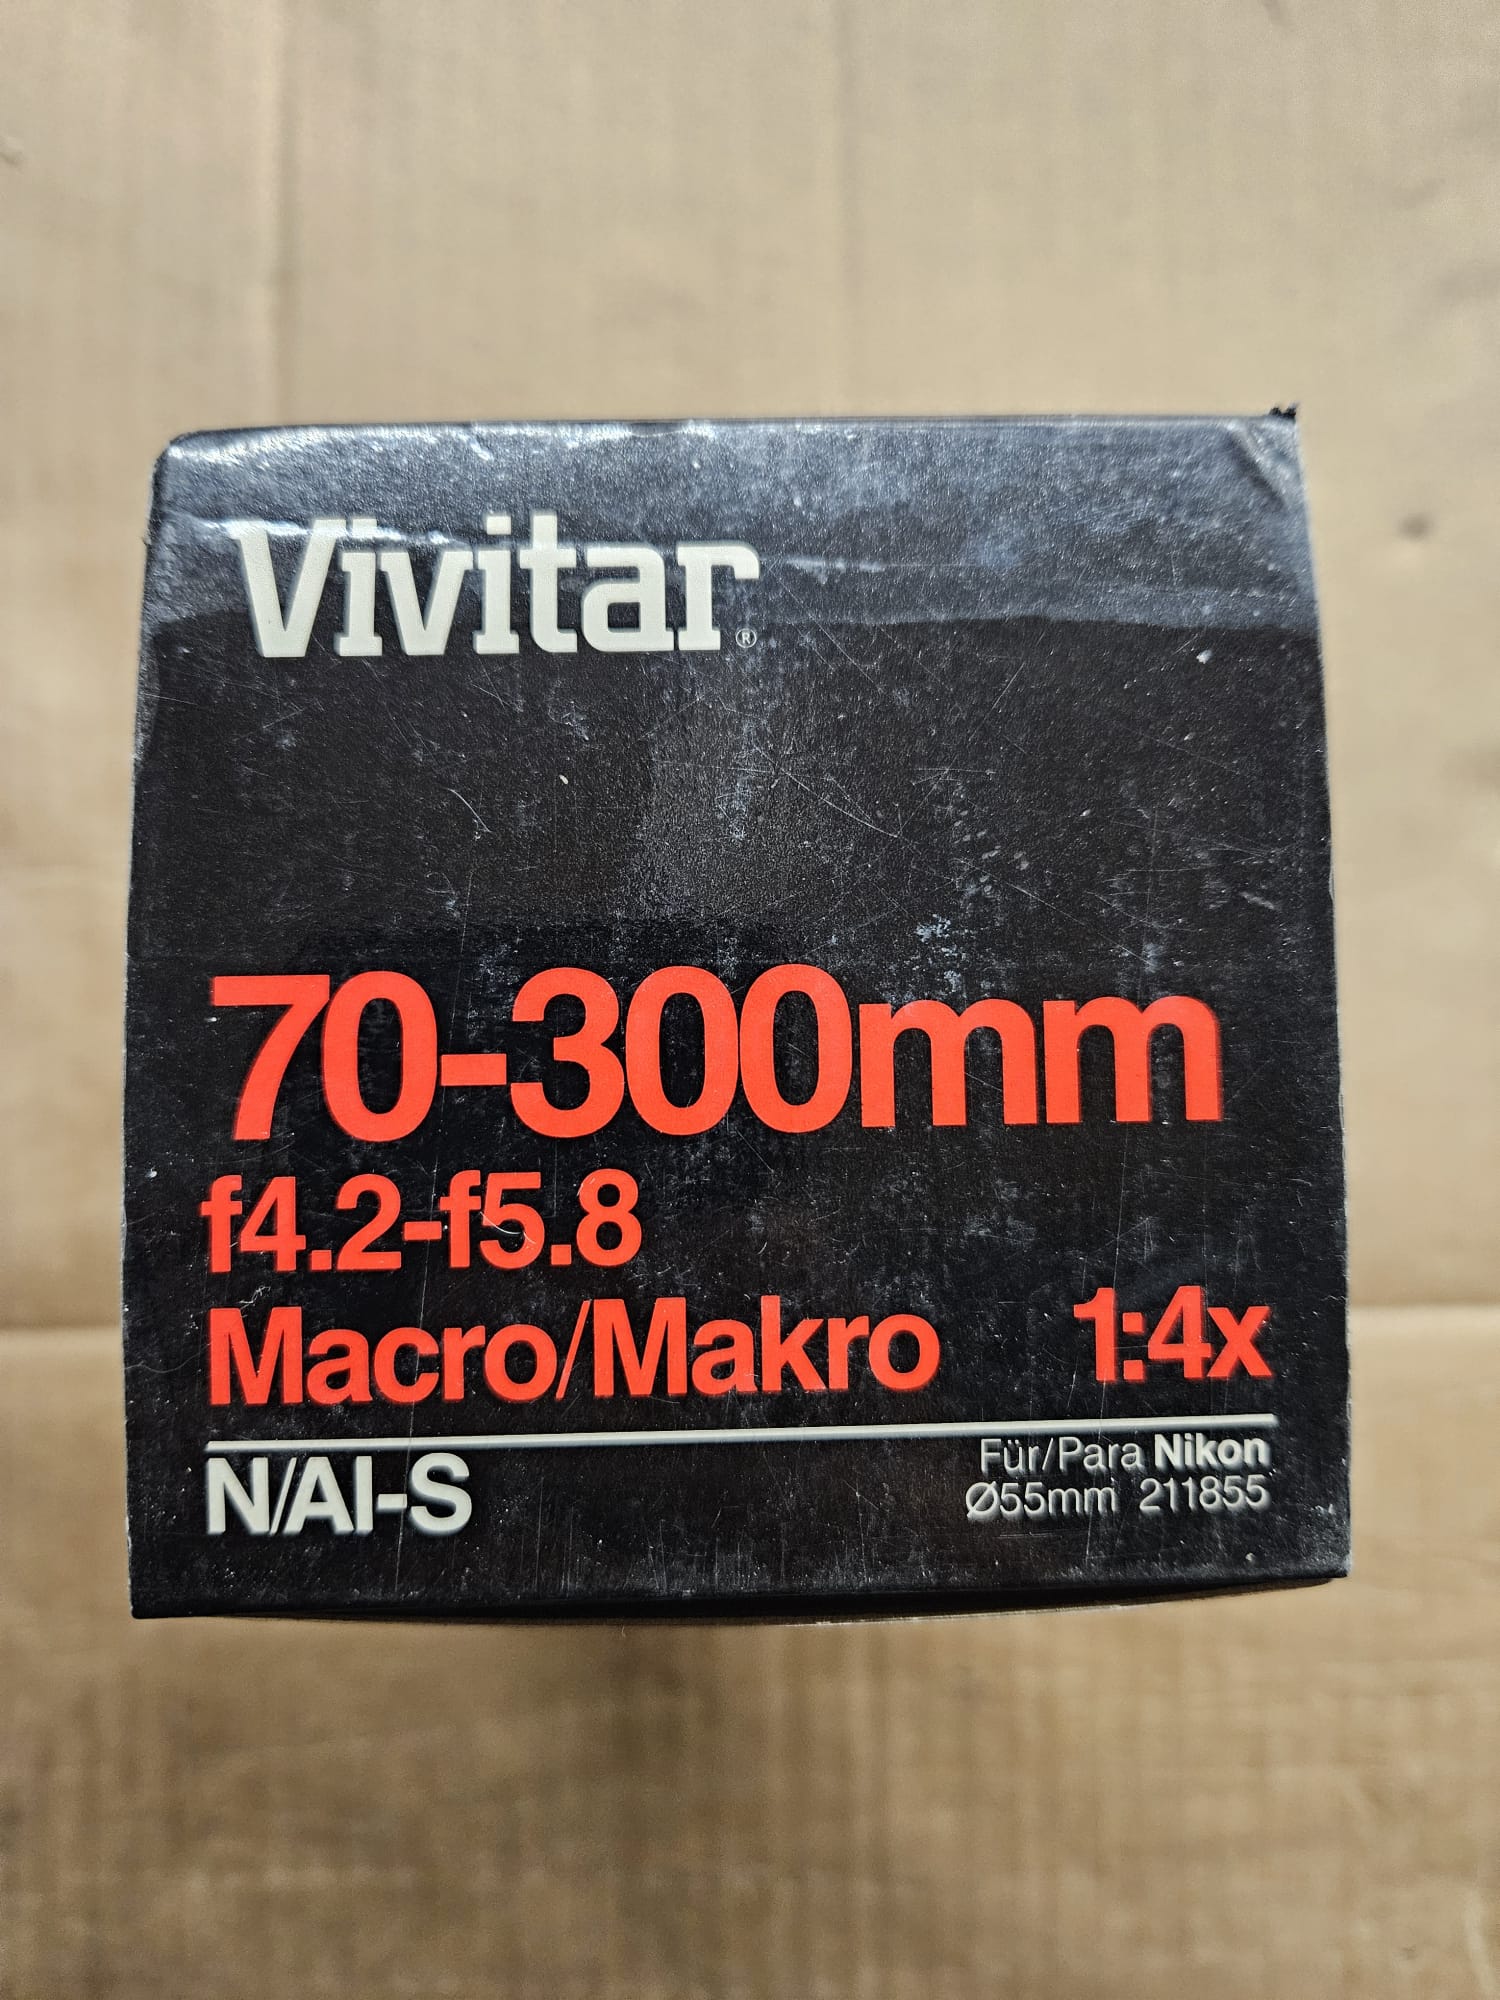 Vivitar®
70-300mm
f4.2-f5.8
Macro/Makro 1:4x
N/AI-S
Für/Para Nikon
Ø55mm 211855